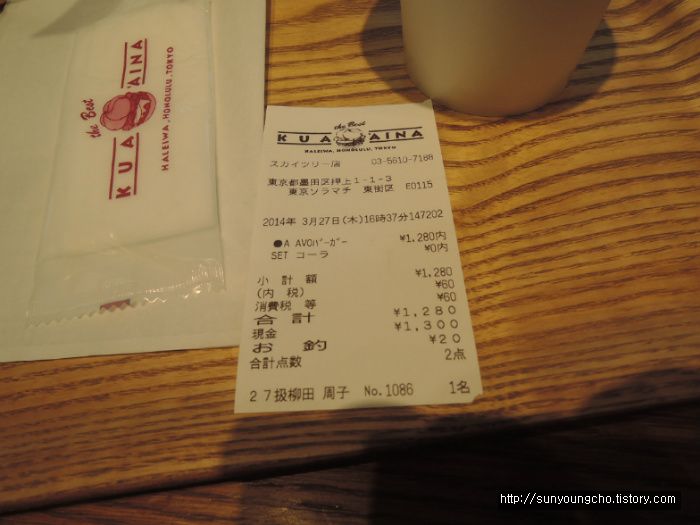 the Best
KUA AINA
HALEIWA, HONOLULU, TOKYO
the Best
KUA AINA
HALEIWA, HONOLULU, TOKYO
スカイツリー店 03-5610-7188
東京都墨田区押上1-1-3
東京ソラマチ 東街区 E0115
2014年 3月27日(木)16時37分147202
●A AVOバーガー ¥1,280内
SET コーラ ¥0内
小計額 ¥1,280
(内税) ¥60
消費税等 ¥60
合計 ¥1,280
現金 ¥1,300
お釣 ¥20
合計点数 2点
27扱柳田 周子 No.1086 1名
http://sunyoungcho.tistory.com